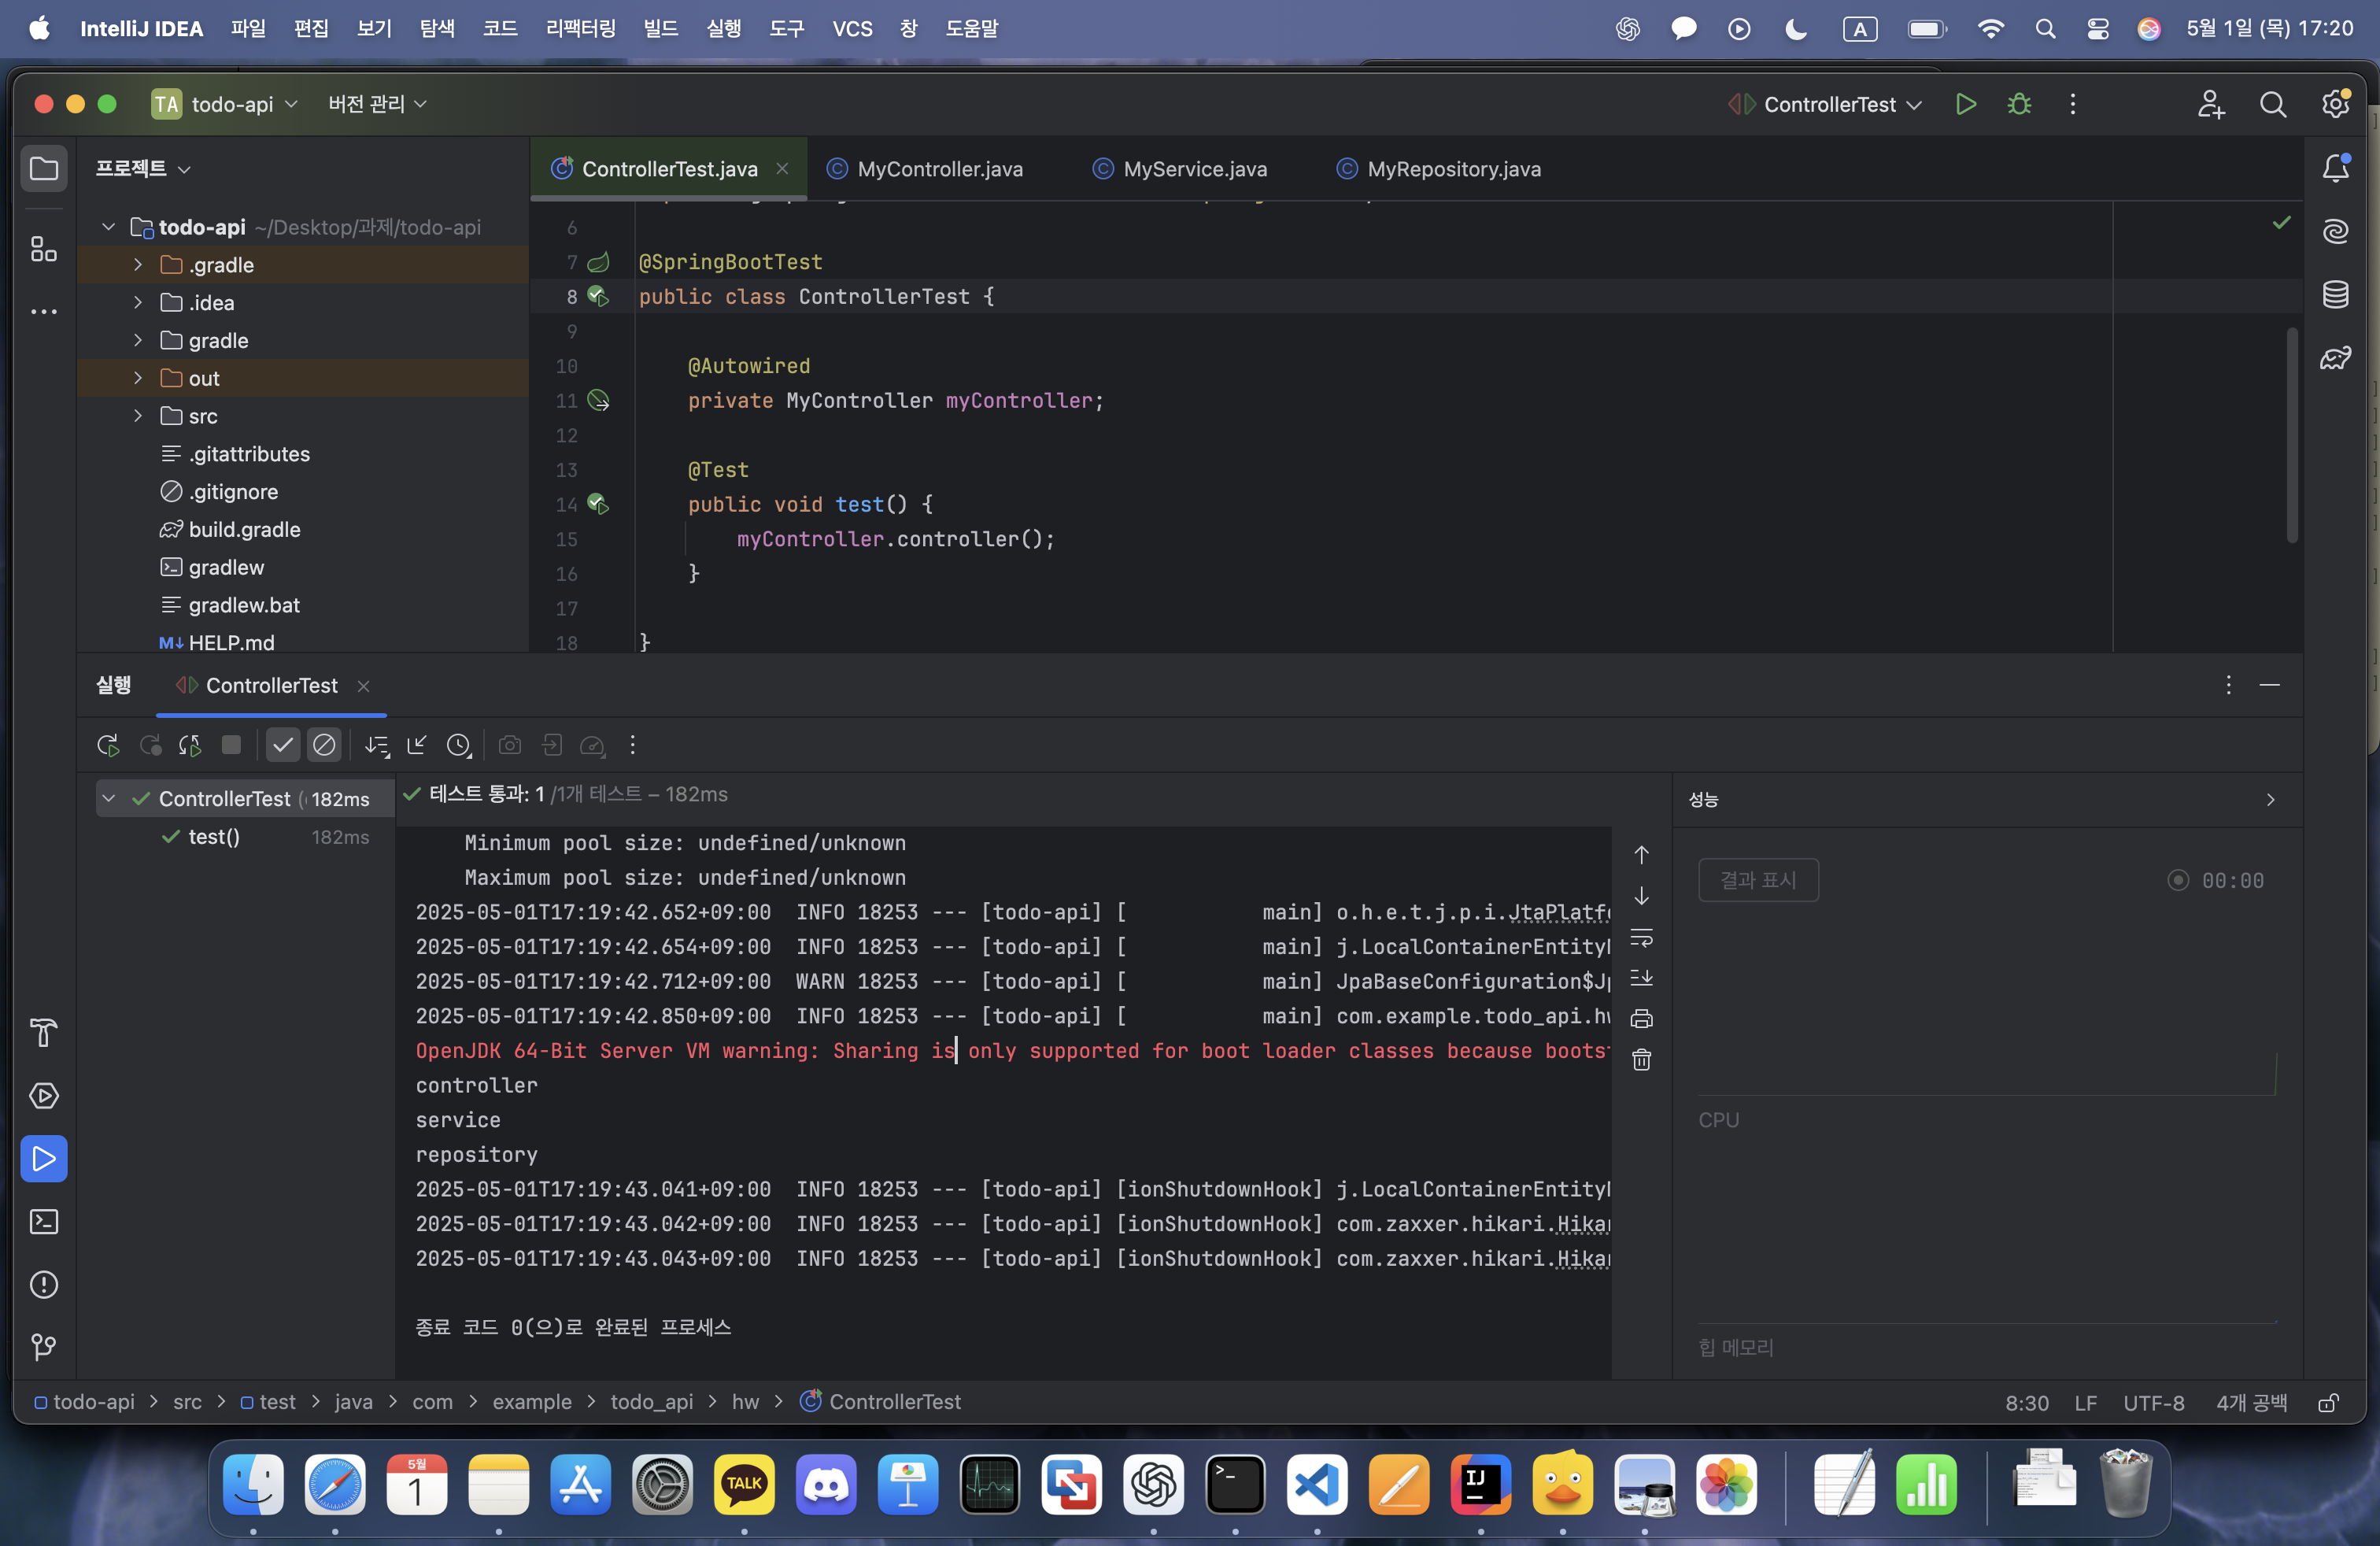 IntelliJ IDEA 파일 편집 보기 탐색 코드 리팩터링 빌드 실행 도구 VCS 창 도움말 A 5월 1일 (목) 17:20
TA todo-api 버전 관리 ControllerTest
프로젝트
ControllerTest.java MyController.java MyService.java MyRepository.java
todo-api ~/Desktop/과제/todo-api
.gradle
.idea
gradle
out
src
.gitattributes
.gitignore
build.gradle
gradlew
gradlew.bat
M↓ HELP.md
6
7 @SpringBootTest
8 public class ControllerTest {
9
10 @Autowired
11 private MyController myController;
12
13 @Test
14 public void test() {
15 myController.controller();
16 }
17
18 }
실행 ControllerTest
ControllerTest ( 182ms
test() 182ms
테스트 통과: 1 /1개 테스트 – 182ms
Minimum pool size: undefined/unknown
Maximum pool size: undefined/unknown
2025-05-01T17:19:42.652+09:00 INFO 18253 --- [todo-api] [ main] o.h.e.t.j.p.i.JtaPlatf
2025-05-01T17:19:42.654+09:00 INFO 18253 --- [todo-api] [ main] j.LocalContainerEntity
2025-05-01T17:19:42.712+09:00 WARN 18253 --- [todo-api] [ main] JpaBaseConfiguration$J
2025-05-01T17:19:42.850+09:00 INFO 18253 --- [todo-api] [ main] com.example.todo_api.h
OpenJDK 64-Bit Server VM warning: Sharing is only supported for boot loader classes because boots
controller
service
repository
2025-05-01T17:19:43.041+09:00 INFO 18253 --- [todo-api] [ionShutdownHook] j.LocalContainerEntity
2025-05-01T17:19:43.042+09:00 INFO 18253 --- [todo-api] [ionShutdownHook] com.zaxxer.hikari.Hika
2025-05-01T17:19:43.043+09:00 INFO 18253 --- [todo-api] [ionShutdownHook] com.zaxxer.hikari.Hika
종료 코드 0(으)로 완료된 프로세스
성능
결과 표시 00:00
CPU
힙 메모리
todo-api > src > test > java > com > example > todo_api > hw > ControllerTest
8:30 LF UTF-8 4개 공백
5월
1
TALK
IJ